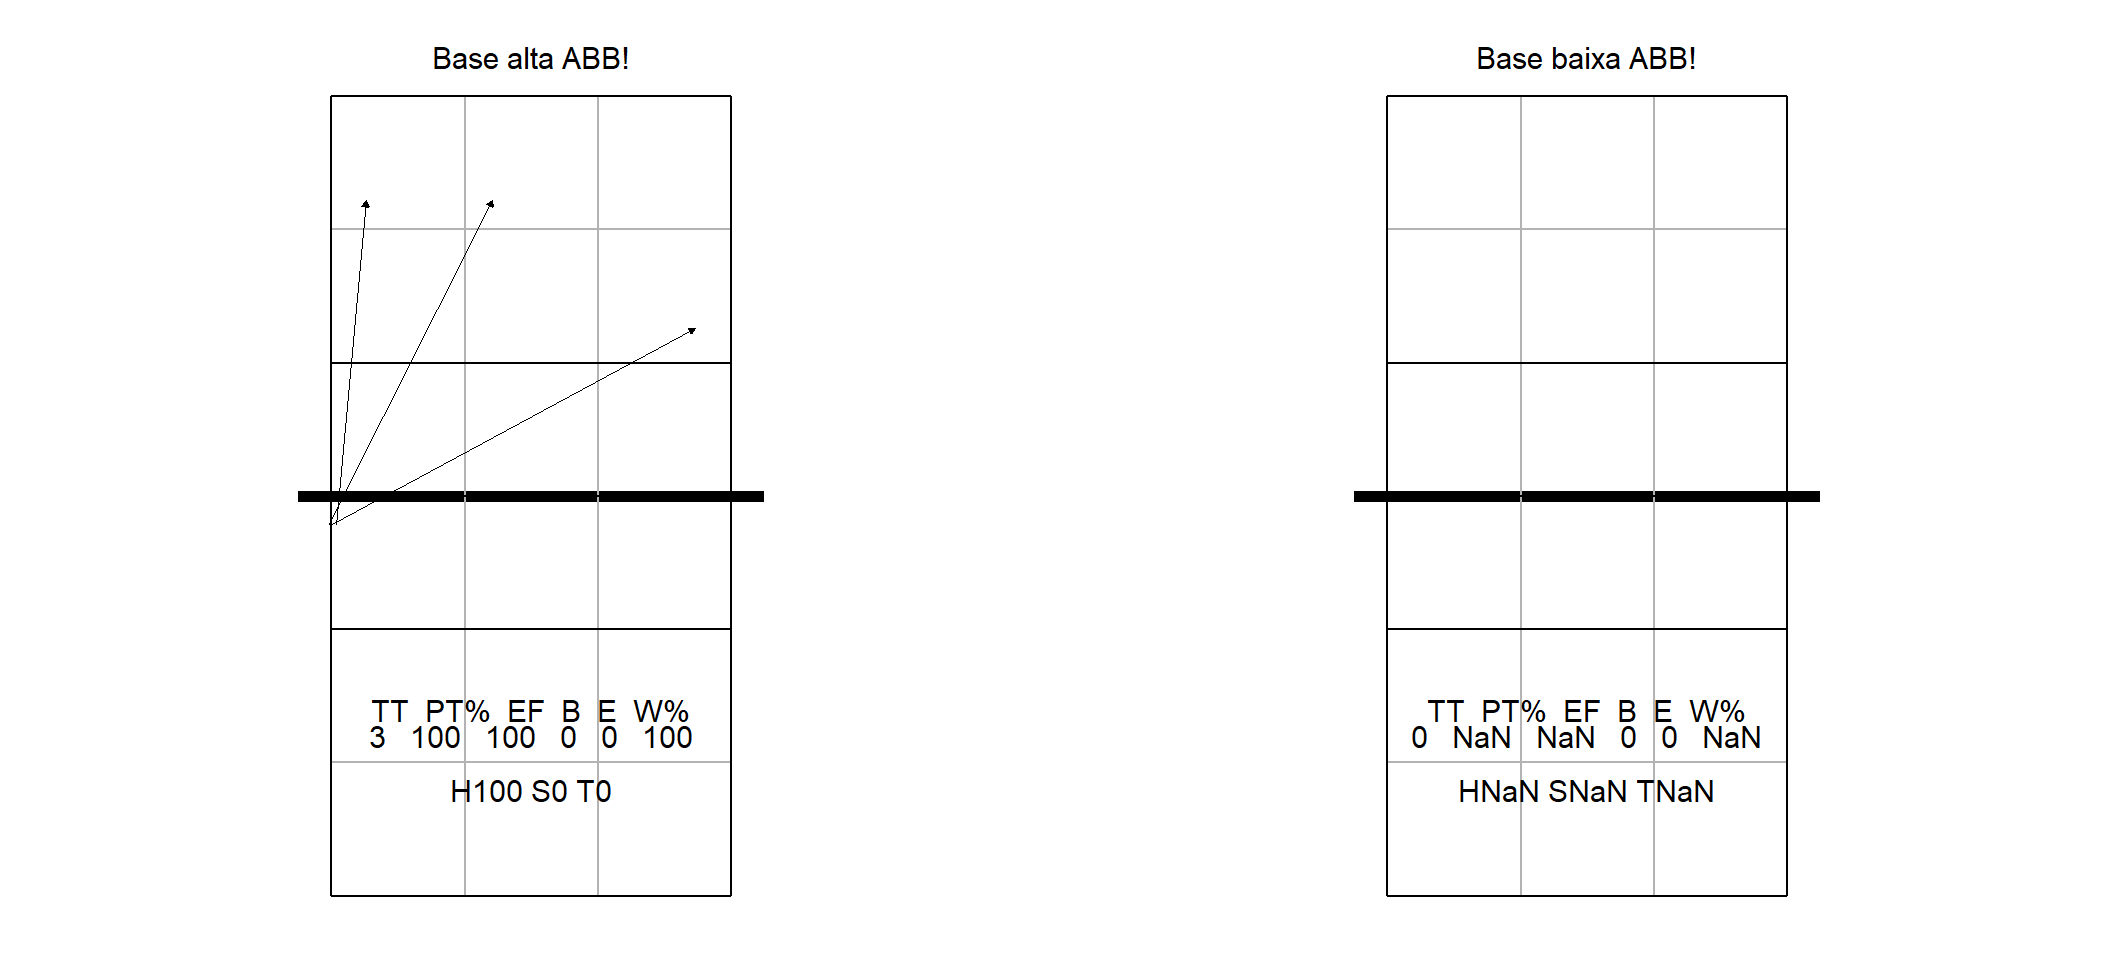 Base alta ABB!
TT PT% EF B E W%
3 100 100 0 0 100
H100 S0 T0
Base baixa ABB!
TT PT% EF B E W%
0 NaN NaN 0 0 NaN
HNaN SNaN TNaN